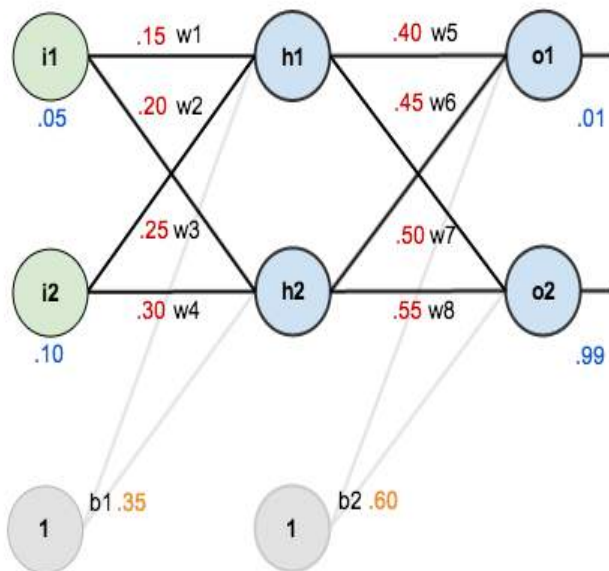 .15 w1 .40 w5
i1 h1 o1
.20 w2 .45 w6
.05 .01
.25 w3 .50 w7
i2 h2 o2
.30 w4 .55 w8
.10 .99
b1 .35 b2 .60
1 1